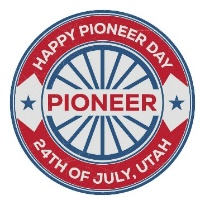 HAPPY PIONEER DAY
PIONEER
24TH OF JULY, UTAH